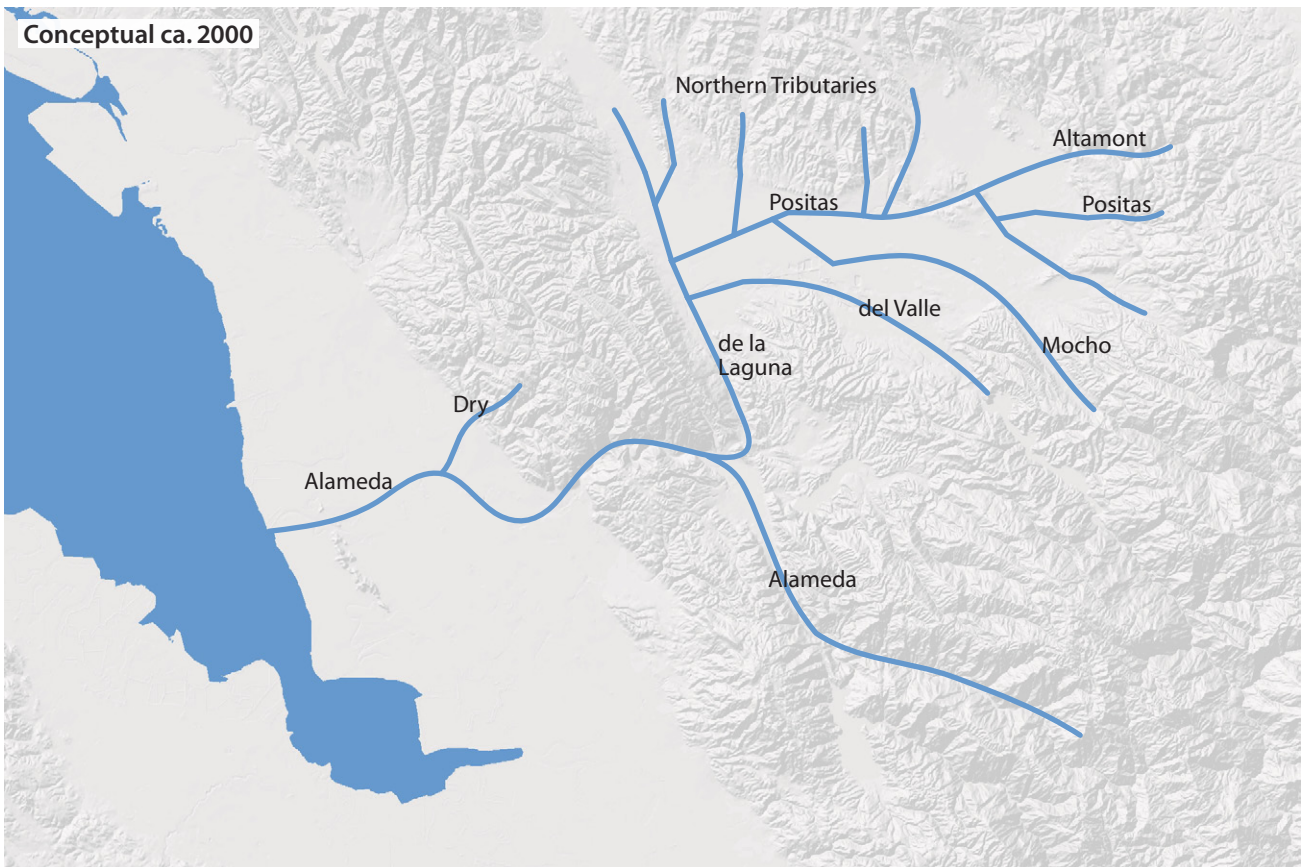 Conceptual ca. 2000
Northern Tributaries
Altamont
Positas
Positas
del Valle
de la
Laguna
Mocho
Dry
Alameda
Alameda